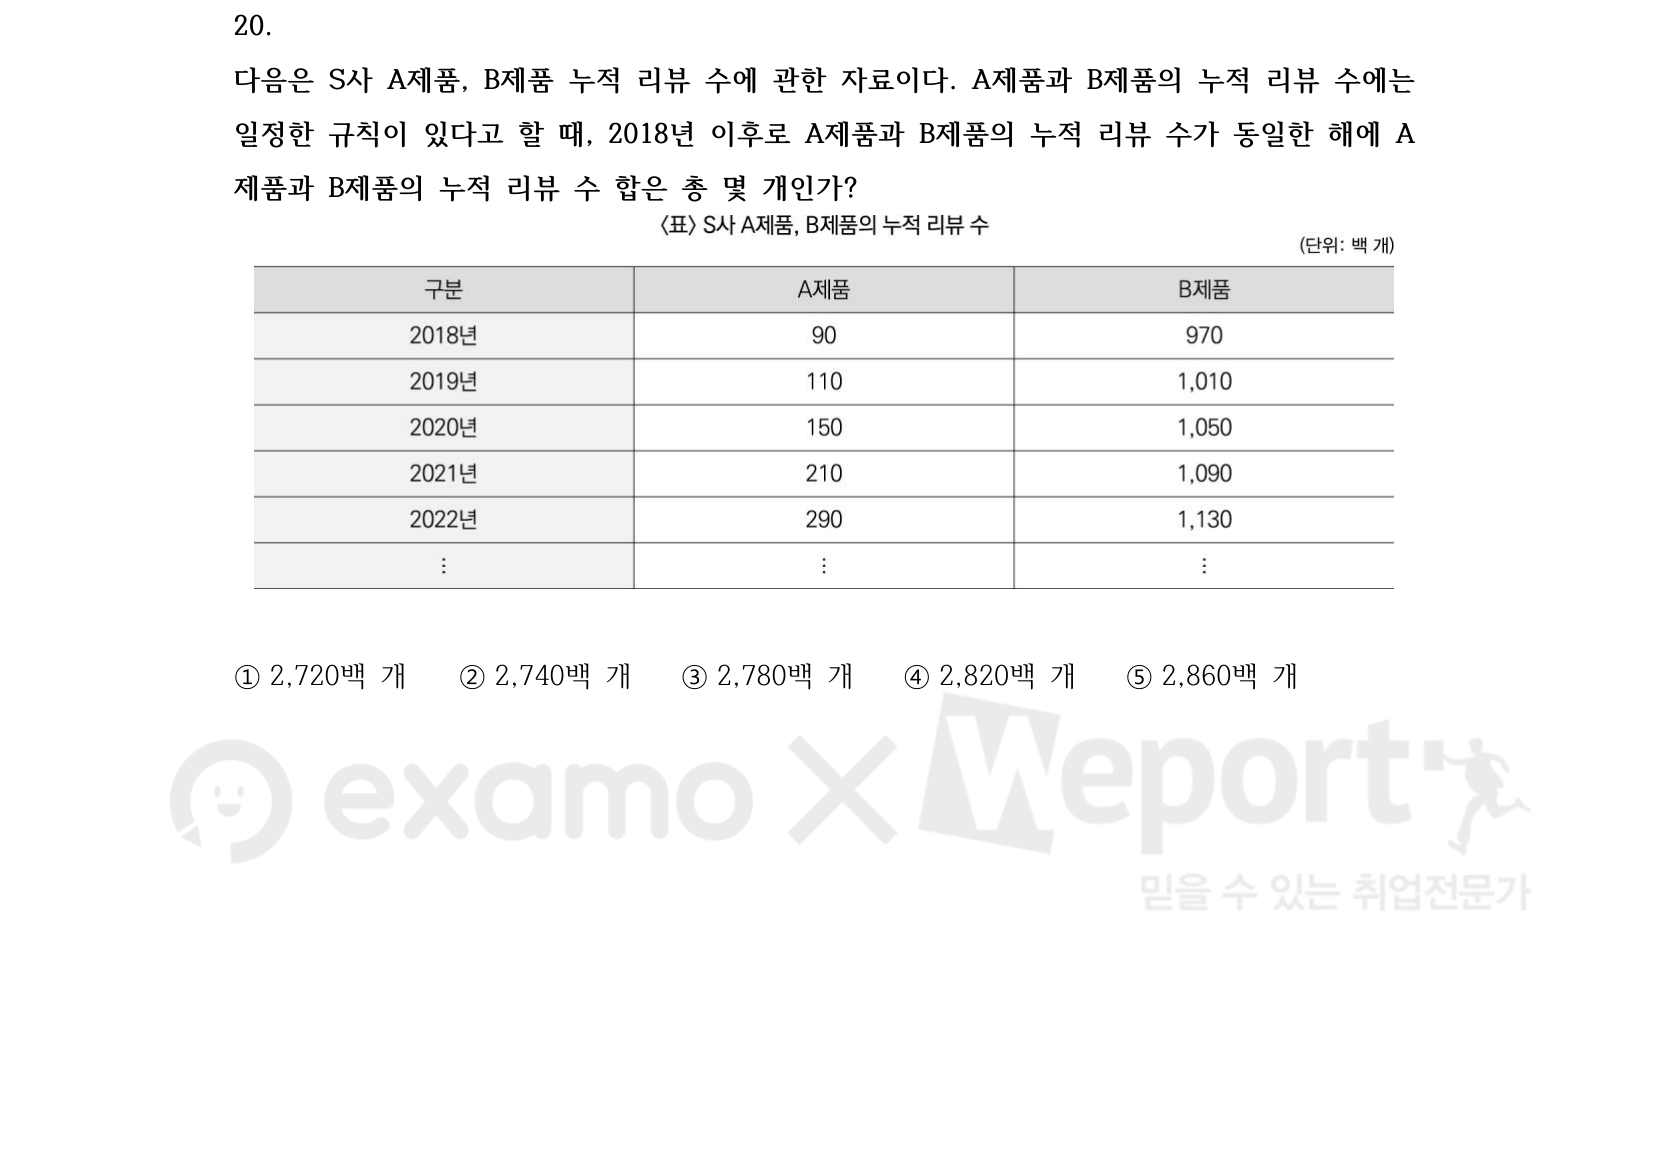 20.
다음은 S사 A제품, B제품 누적 리뷰 수에 관한 자료이다. A제품과 B제품의 누적 리뷰 수에는
일정한 규칙이 있다고 할 때, 2018년 이후로 A제품과 B제품의 누적 리뷰 수가 동일한 해에 A
제품과 B제품의 누적 리뷰 수 합은 총 몇 개인가?
<표> S사 A제품, B제품의 누적 리뷰 수
(단위: 백 개)
구분 A제품 B제품
2018년 90 970
2019년 110 1,010
2020년 150 1,050
2021년 210 1,090
2022년 290 1,130
⋮ ⋮ ⋮
① 2,720백 개 ② 2,740백 개 ③ 2,780백 개 ④ 2,820백 개 ⑤ 2,860백 개
examo × Weport
믿을 수 있는 취업전문가